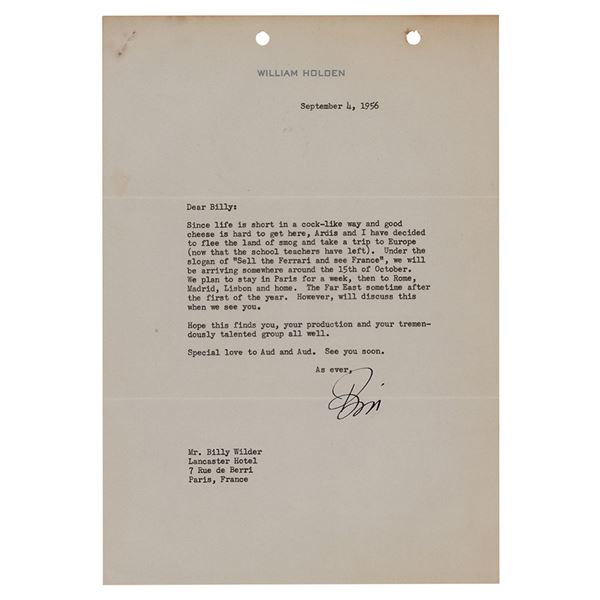 WILLIAM HOLDEN
September 4, 1956
Dear Billy:
Since life is short in a cock-like way and good
cheese is hard to get here, Ardis and I have decided
to flee the land of smog and take a trip to Europe
(now that the school teachers have left). Under the
slogan of "Sell the Ferrari and see France", we will
be arriving somewhere around the 15th of October.
We plan to stay in Paris for a week, then to Rome,
Madrid, Lisbon and home. The Far East sometime after
the first of the year. However, will discuss this
when we see you.
Hope this finds you, your production and your tremen-
dously talented group all well.
Special love to Aud and Aud. See you soon.
As ever,
Bill
Mr. Billy Wilder
Lancaster Hotel
7 Rue de Berri
Paris, France